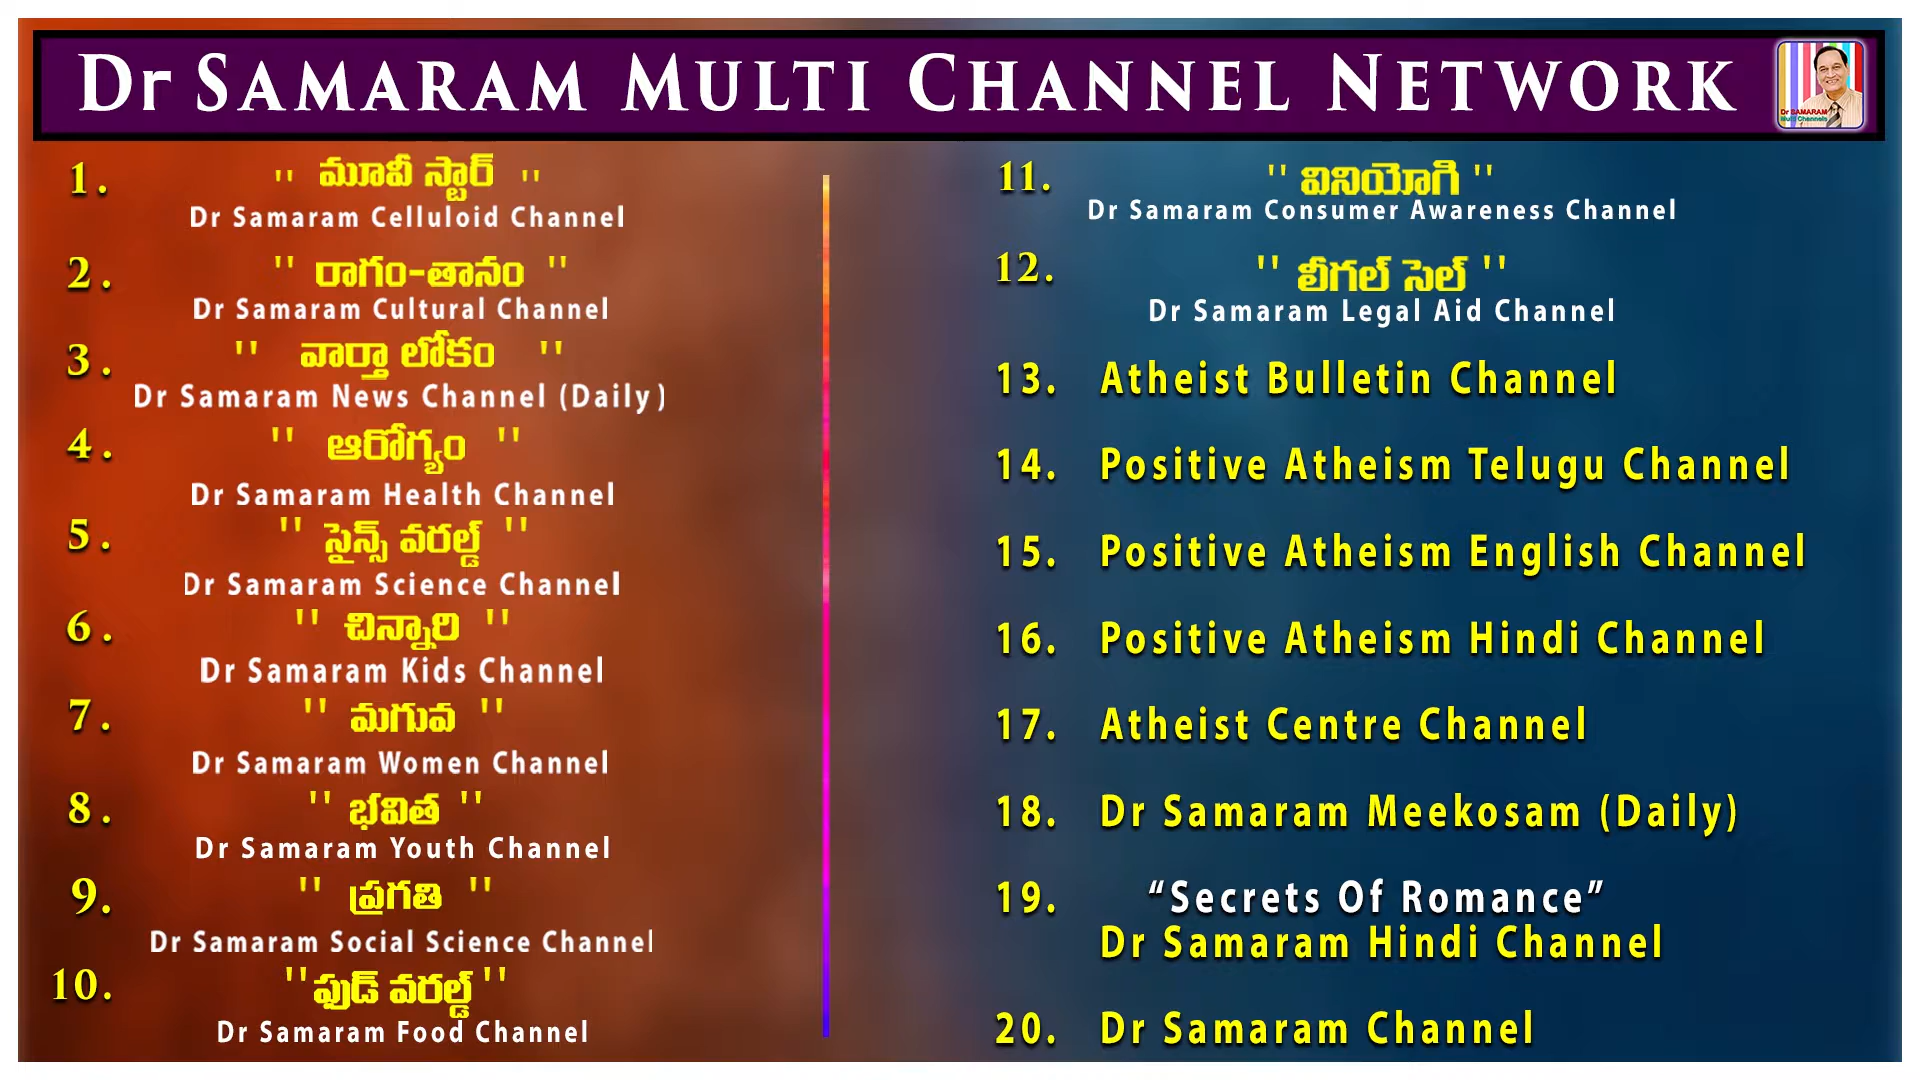 Dr SAMARAM MULTI CHANNEL NETWORK
Dr SAMARAM
Multi Channels
1. '' మూవీ స్టార్ ''
Dr Samaram Celluloid Channel
2. '' రాగం-తానం ''
Dr Samaram Cultural Channel
3. '' వార్తా లోకం ''
Dr Samaram News Channel (Daily)
4. '' ఆరోగ్యం ''
Dr Samaram Health Channel
5. '' సైన్స్ వరల్డ్ ''
Dr Samaram Science Channel
6. '' చిన్నారి ''
Dr Samaram Kids Channel
7. '' మగువ ''
Dr Samaram Women Channel
8. '' భవిత ''
Dr Samaram Youth Channel
9. '' ప్రగతి ''
Dr Samaram Social Science Channel
10. ''ఫుడ్ వరల్డ్''
Dr Samaram Food Channel
11. '' వినియోగి ''
Dr Samaram Consumer Awareness Channel
12. '' లీగల్ సెల్ ''
Dr Samaram Legal Aid Channel
13. Atheist Bulletin Channel
14. Positive Atheism Telugu Channel
15. Positive Atheism English Channel
16. Positive Atheism Hindi Channel
17. Atheist Centre Channel
18. Dr Samaram Meekosam (Daily)
19. “Secrets Of Romance”
Dr Samaram Hindi Channel
20. Dr Samaram Channel